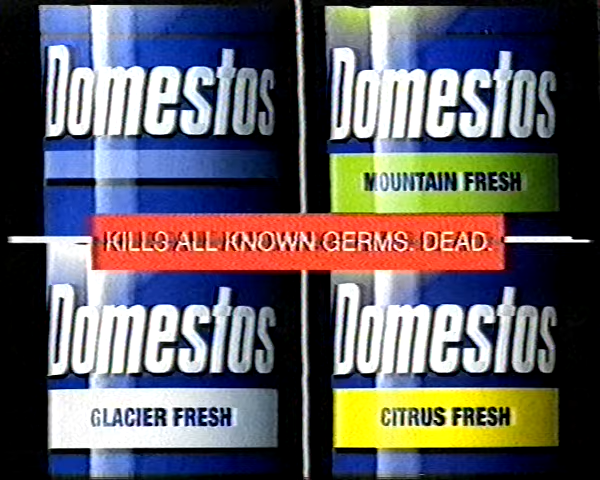 Domestos
Domestos
MOUNTAIN FRESH
KILLS ALL KNOWN GERMS. DEAD.
Domestos
Domestos
GLACIER FRESH
CITRUS FRESH